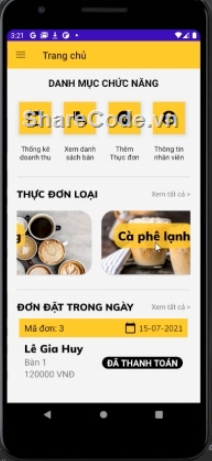 3:21
Trang chủ
DANH MỤC CHỨC NĂNG
ShareCode.vn
Thống kê doanh thu
Xem danh sách bàn
Thêm Thực đơn
Thông tin nhân viên
THỰC ĐƠN LOẠI
Xem tất cả >
g
Cà phê lạnh
ĐƠN ĐẶT TRONG NGÀY
Xem tất cả >
Mã đơn: 3
15-07-2021
Lê Gia Huy
Bàn 1
ĐÃ THANH TOÁN
120000 VNĐ